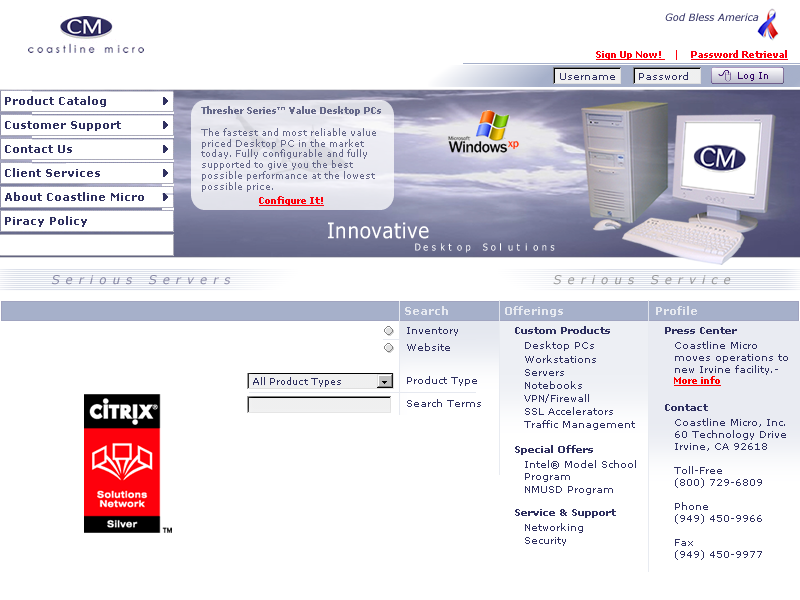 CM
coastline micro
God Bless America
Sign Up Now! | Password Retrieval
Username Password Log In
Product Catalog
Customer Support
Contact Us
Client Services
About Coastline Micro
Piracy Policy
Thresher Series™ Value Desktop PCs
The fastest and most reliable value
priced Desktop PC in the market
today. Fully configurable and fully
supported to give you the best
possible performance at the lowest
possible price.
Configure It!
Microsoft
Windows xp
CM
Innovative
Desktop Solutions
Serious Servers
Serious Service
Search
Inventory
Website
All Product Types Product Type
Search Terms
CITRIX®
Solutions
Network
Silver TM
Offerings
Custom Products
Desktop PCs
Workstations
Servers
Notebooks
VPN/Firewall
SSL Accelerators
Traffic Management
Special Offers
Intel® Model School
Program
NMUSD Program
Service & Support
Networking
Security
Profile
Press Center
Coastline Micro
moves operations to
new Irvine facility.-
More info
Contact
Coastline Micro, Inc.
60 Technology Drive
Irvine, CA 92618
Toll-Free
(800) 729-6809
Phone
(949) 450-9966
Fax
(949) 450-9977